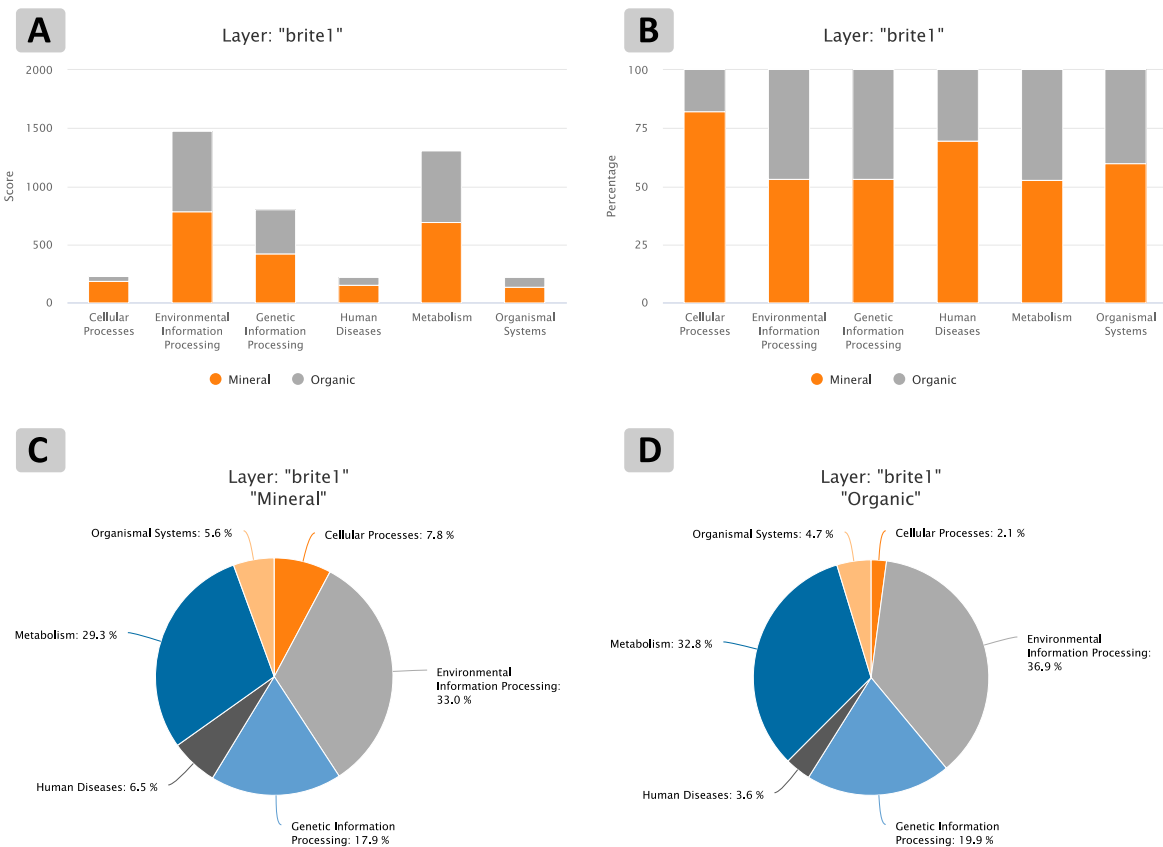 A
Layer: "brite1"
2000
1500
1000
500
0
Score
Cellular
Processes
Environmental
Information
Processing
Genetic
Information
Processing
Human
Diseases
Metabolism
Organismal
Systems
Mineral
Organic
B
Layer: "brite1"
100
75
50
25
0
Percentage
Cellular
Processes
Environmental
Information
Processing
Genetic
Information
Processing
Human
Diseases
Metabolism
Organismal
Systems
Mineral
Organic
C
Layer: "brite1"
"Mineral"
Organismal Systems: 5.6 %
Cellular Processes: 7.8 %
Metabolism: 29.3 %
Environmental
Information Processing:
33.0 %
Human Diseases: 6.5 %
Genetic Information
Processing: 17.9 %
D
Layer: "brite1"
"Organic"
Organismal Systems: 4.7 %
Cellular Processes: 2.1 %
Metabolism: 32.8 %
Environmental
Information Processing:
36.9 %
Human Diseases: 3.6 %
Genetic Information
Processing: 19.9 %